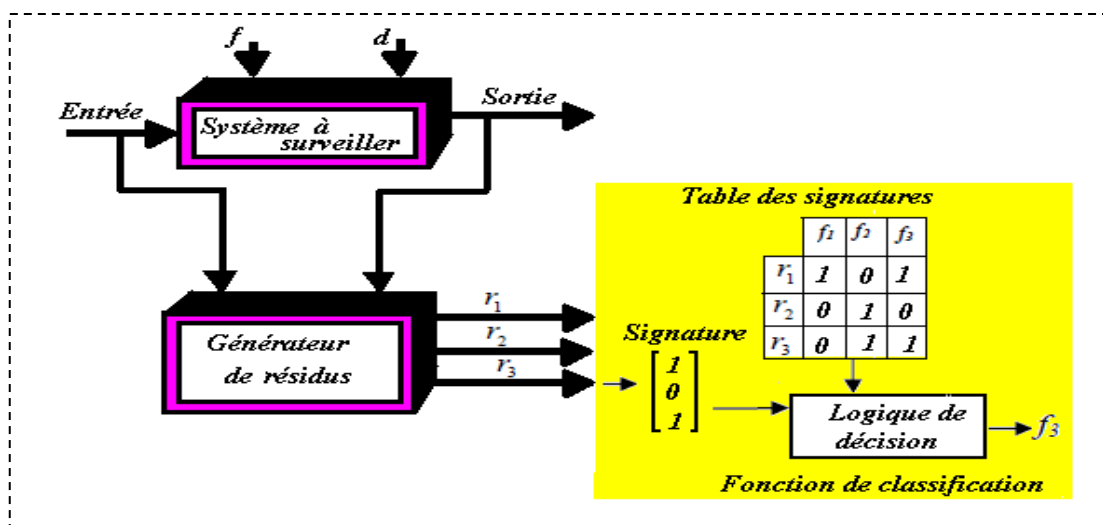 f d
Entrée
Sortie
Système à
surveiller
Table des signatures
f1 f2 f3
r1 1 0 1
r2 0 1 0
r3 0 1 1
Générateur
de résidus
r1
r2
r3
Signature
1
0
1
Logique de
décision
f3
Fonction de classification